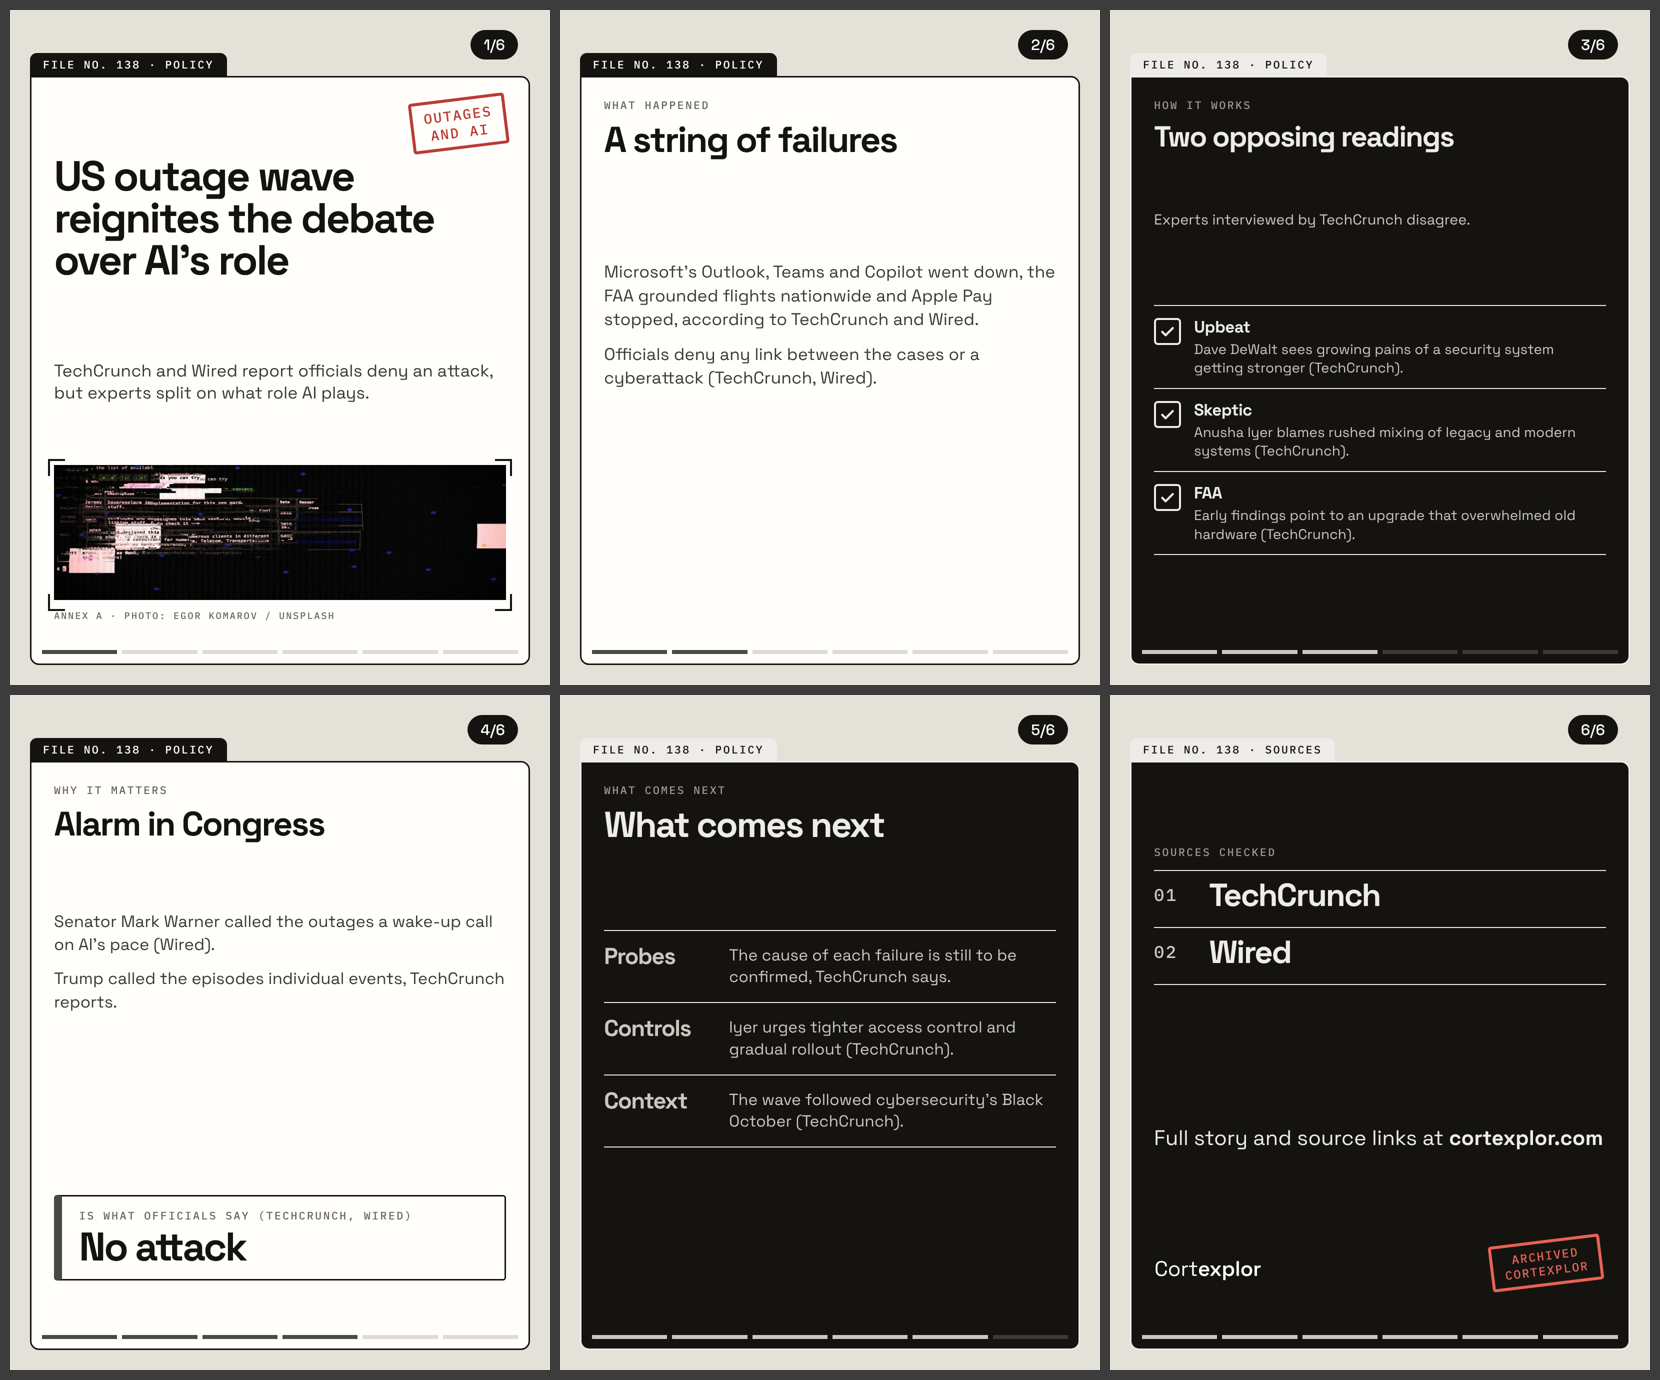 1/6
FILE NO. 138 · POLICY
OUTAGES
AND AI
US outage wave
reignites the debate
over AI's role
TechCrunch and Wired report officials deny an attack,
but experts split on what role AI plays.
ANNEX A · PHOTO: EGOR KOMAROV / UNSPLASH
2/6
FILE NO. 138 · POLICY
WHAT HAPPENED
A string of failures
Microsoft's Outlook, Teams and Copilot went down, the
FAA grounded flights nationwide and Apple Pay
stopped, according to TechCrunch and Wired.
Officials deny any link between the cases or a
cyberattack (TechCrunch, Wired).
3/6
FILE NO. 138 · POLICY
HOW IT WORKS
Two opposing readings
Experts interviewed by TechCrunch disagree.
Upbeat
Dave DeWalt sees growing pains of a security system
getting stronger (TechCrunch).
Skeptic
Anusha Iyer blames rushed mixing of legacy and modern
systems (TechCrunch).
FAA
Early findings point to an upgrade that overwhelmed old
hardware (TechCrunch).
4/6
FILE NO. 138 · POLICY
WHY IT MATTERS
Alarm in Congress
Senator Mark Warner called the outages a wake-up call
on AI's pace (Wired).
Trump called the episodes individual events, TechCrunch
reports.
IS WHAT OFFICIALS SAY (TECHCRUNCH, WIRED)
No attack
5/6
FILE NO. 138 · POLICY
WHAT COMES NEXT
What comes next
Probes
The cause of each failure is still to be
confirmed, TechCrunch says.
Controls
Iyer urges tighter access control and
gradual rollout (TechCrunch).
Context
The wave followed cybersecurity's Black
October (TechCrunch).
6/6
FILE NO. 138 · SOURCES
SOURCES CHECKED
01 TechCrunch
02 Wired
Full story and source links at cortexplor.com
Cortexplor
ARCHIVED
CORTEXPLOR